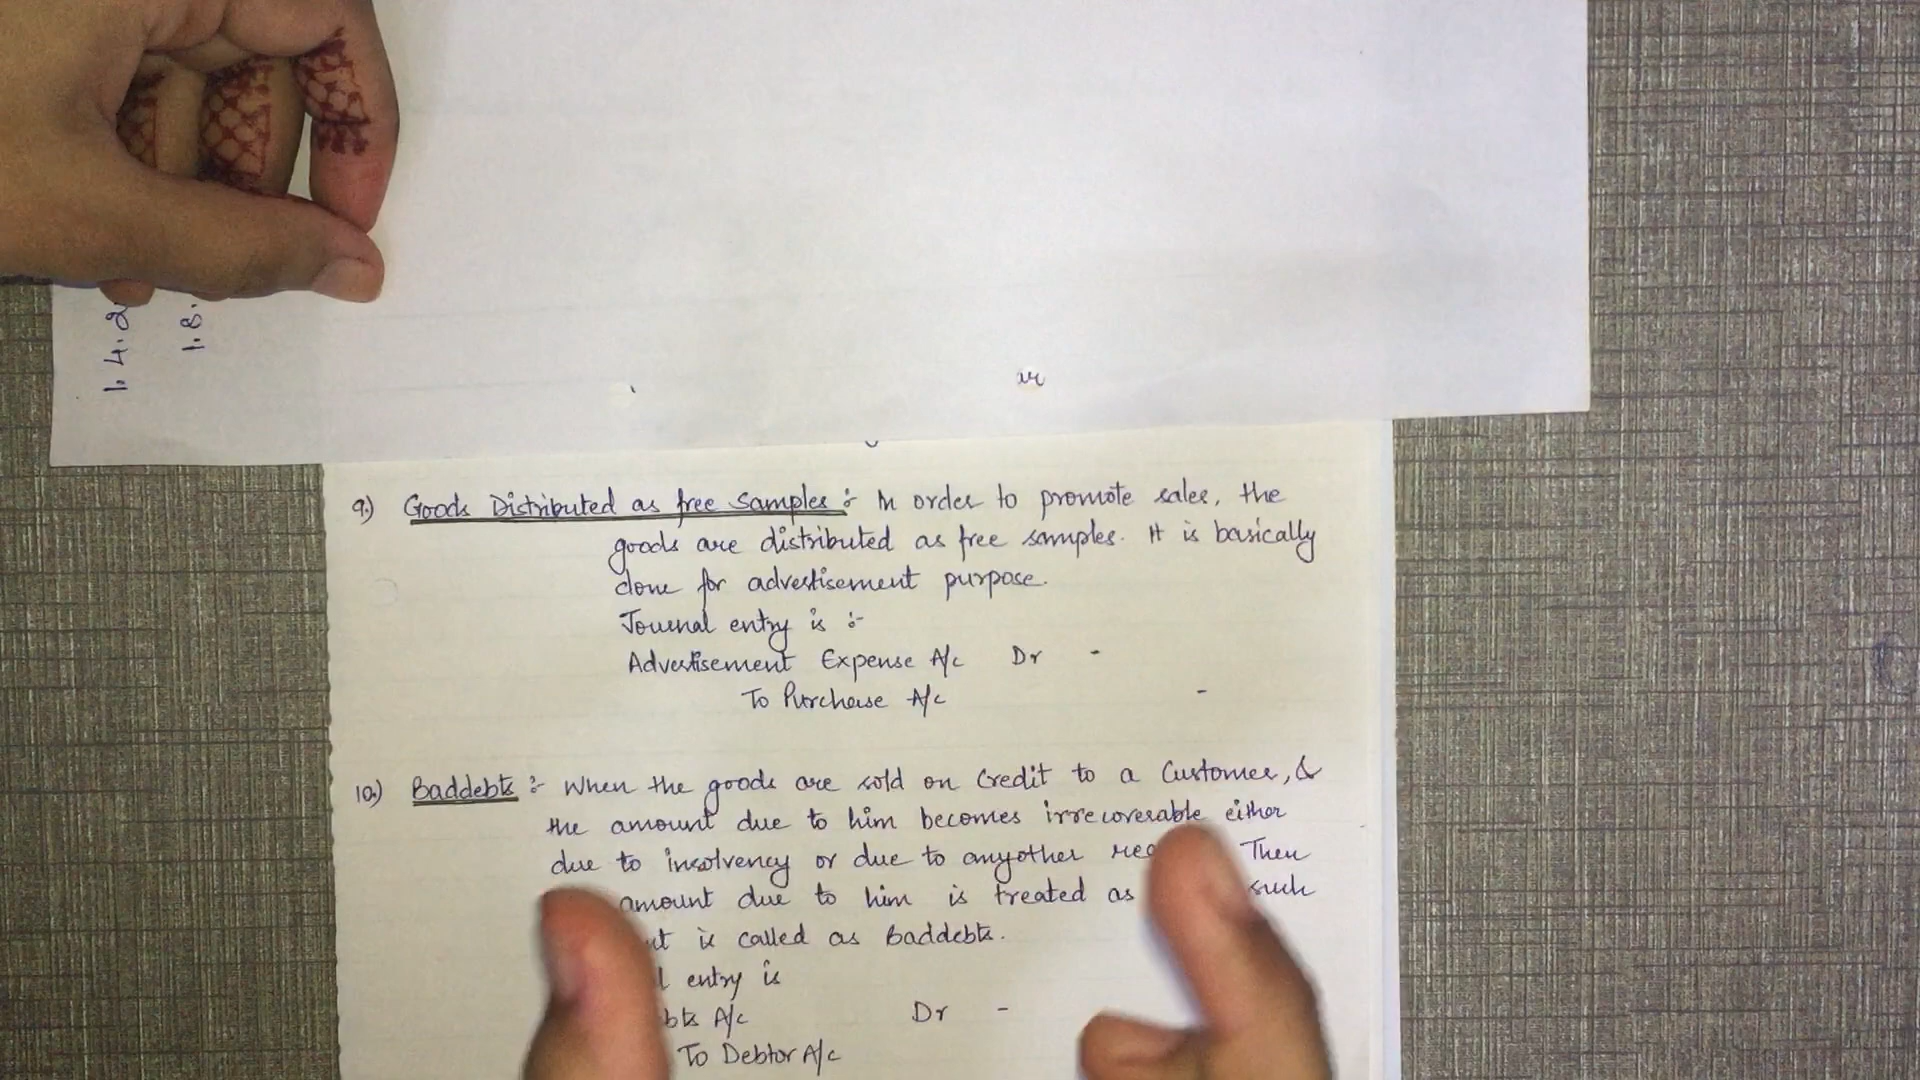 1.4.2
1.8.
9.) Goods Distributed as free Samples :- In order to promote sales, the
goods are distributed as free samples. It is basically
done for advertisement purpose.
Journal entry is :-
Advertisement Expense A/c Dr -
To Purchase A/c -
10.) Baddebts :- When the goods are sold on Credit to a Customer, &
the amount due to him becomes irrecoverable either
due to insolvency or due to anyother Then
amount due to him is treated as such
is called as Baddebts.
entry is
A/c Dr -
To Debtor A/c